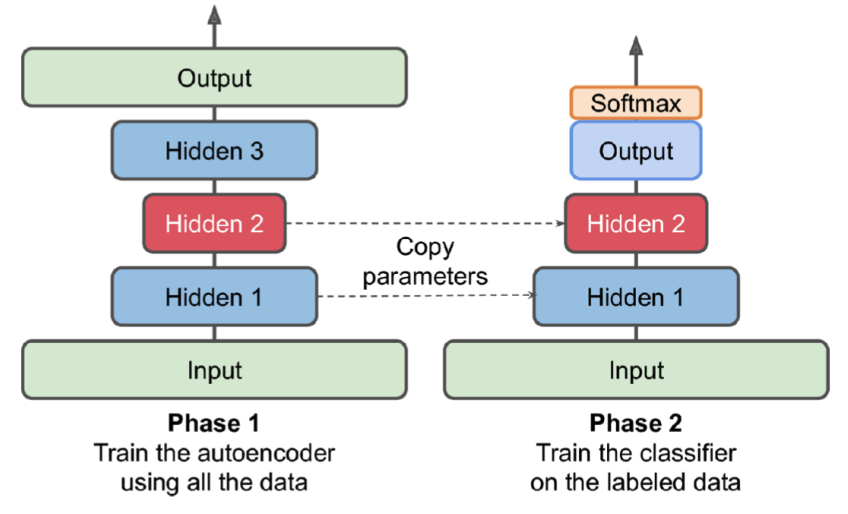 Output
Hidden 3
Hidden 2
Hidden 1
Input
Phase 1
Train the autoencoder
using all the data
Copy
parameters
Softmax
Output
Hidden 2
Hidden 1
Input
Phase 2
Train the classifier
on the labeled data